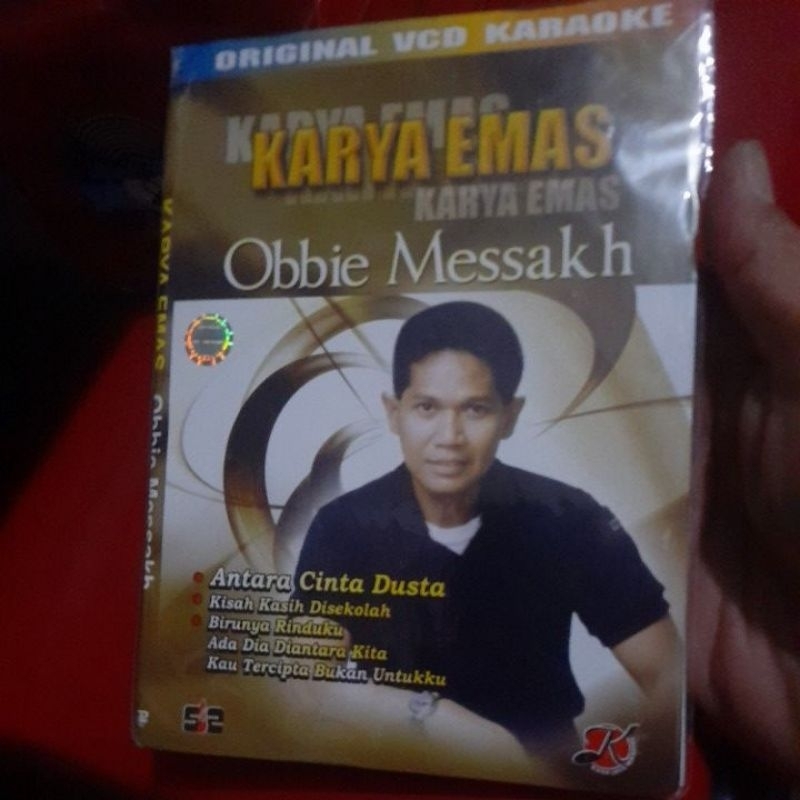 ORIGINAL VCD KARAOKE
KARYA EMAS
KARYA EMAS
KARYA EMAS
Obbie Messakh
Antara Cinta Dusta
Kisah Kasih Disekolah
Birunya Rinduku
Ada Dia Diantara Kita
Kau Tercipta Bukan Untukku
KARYA EMAS Obbie Messakh